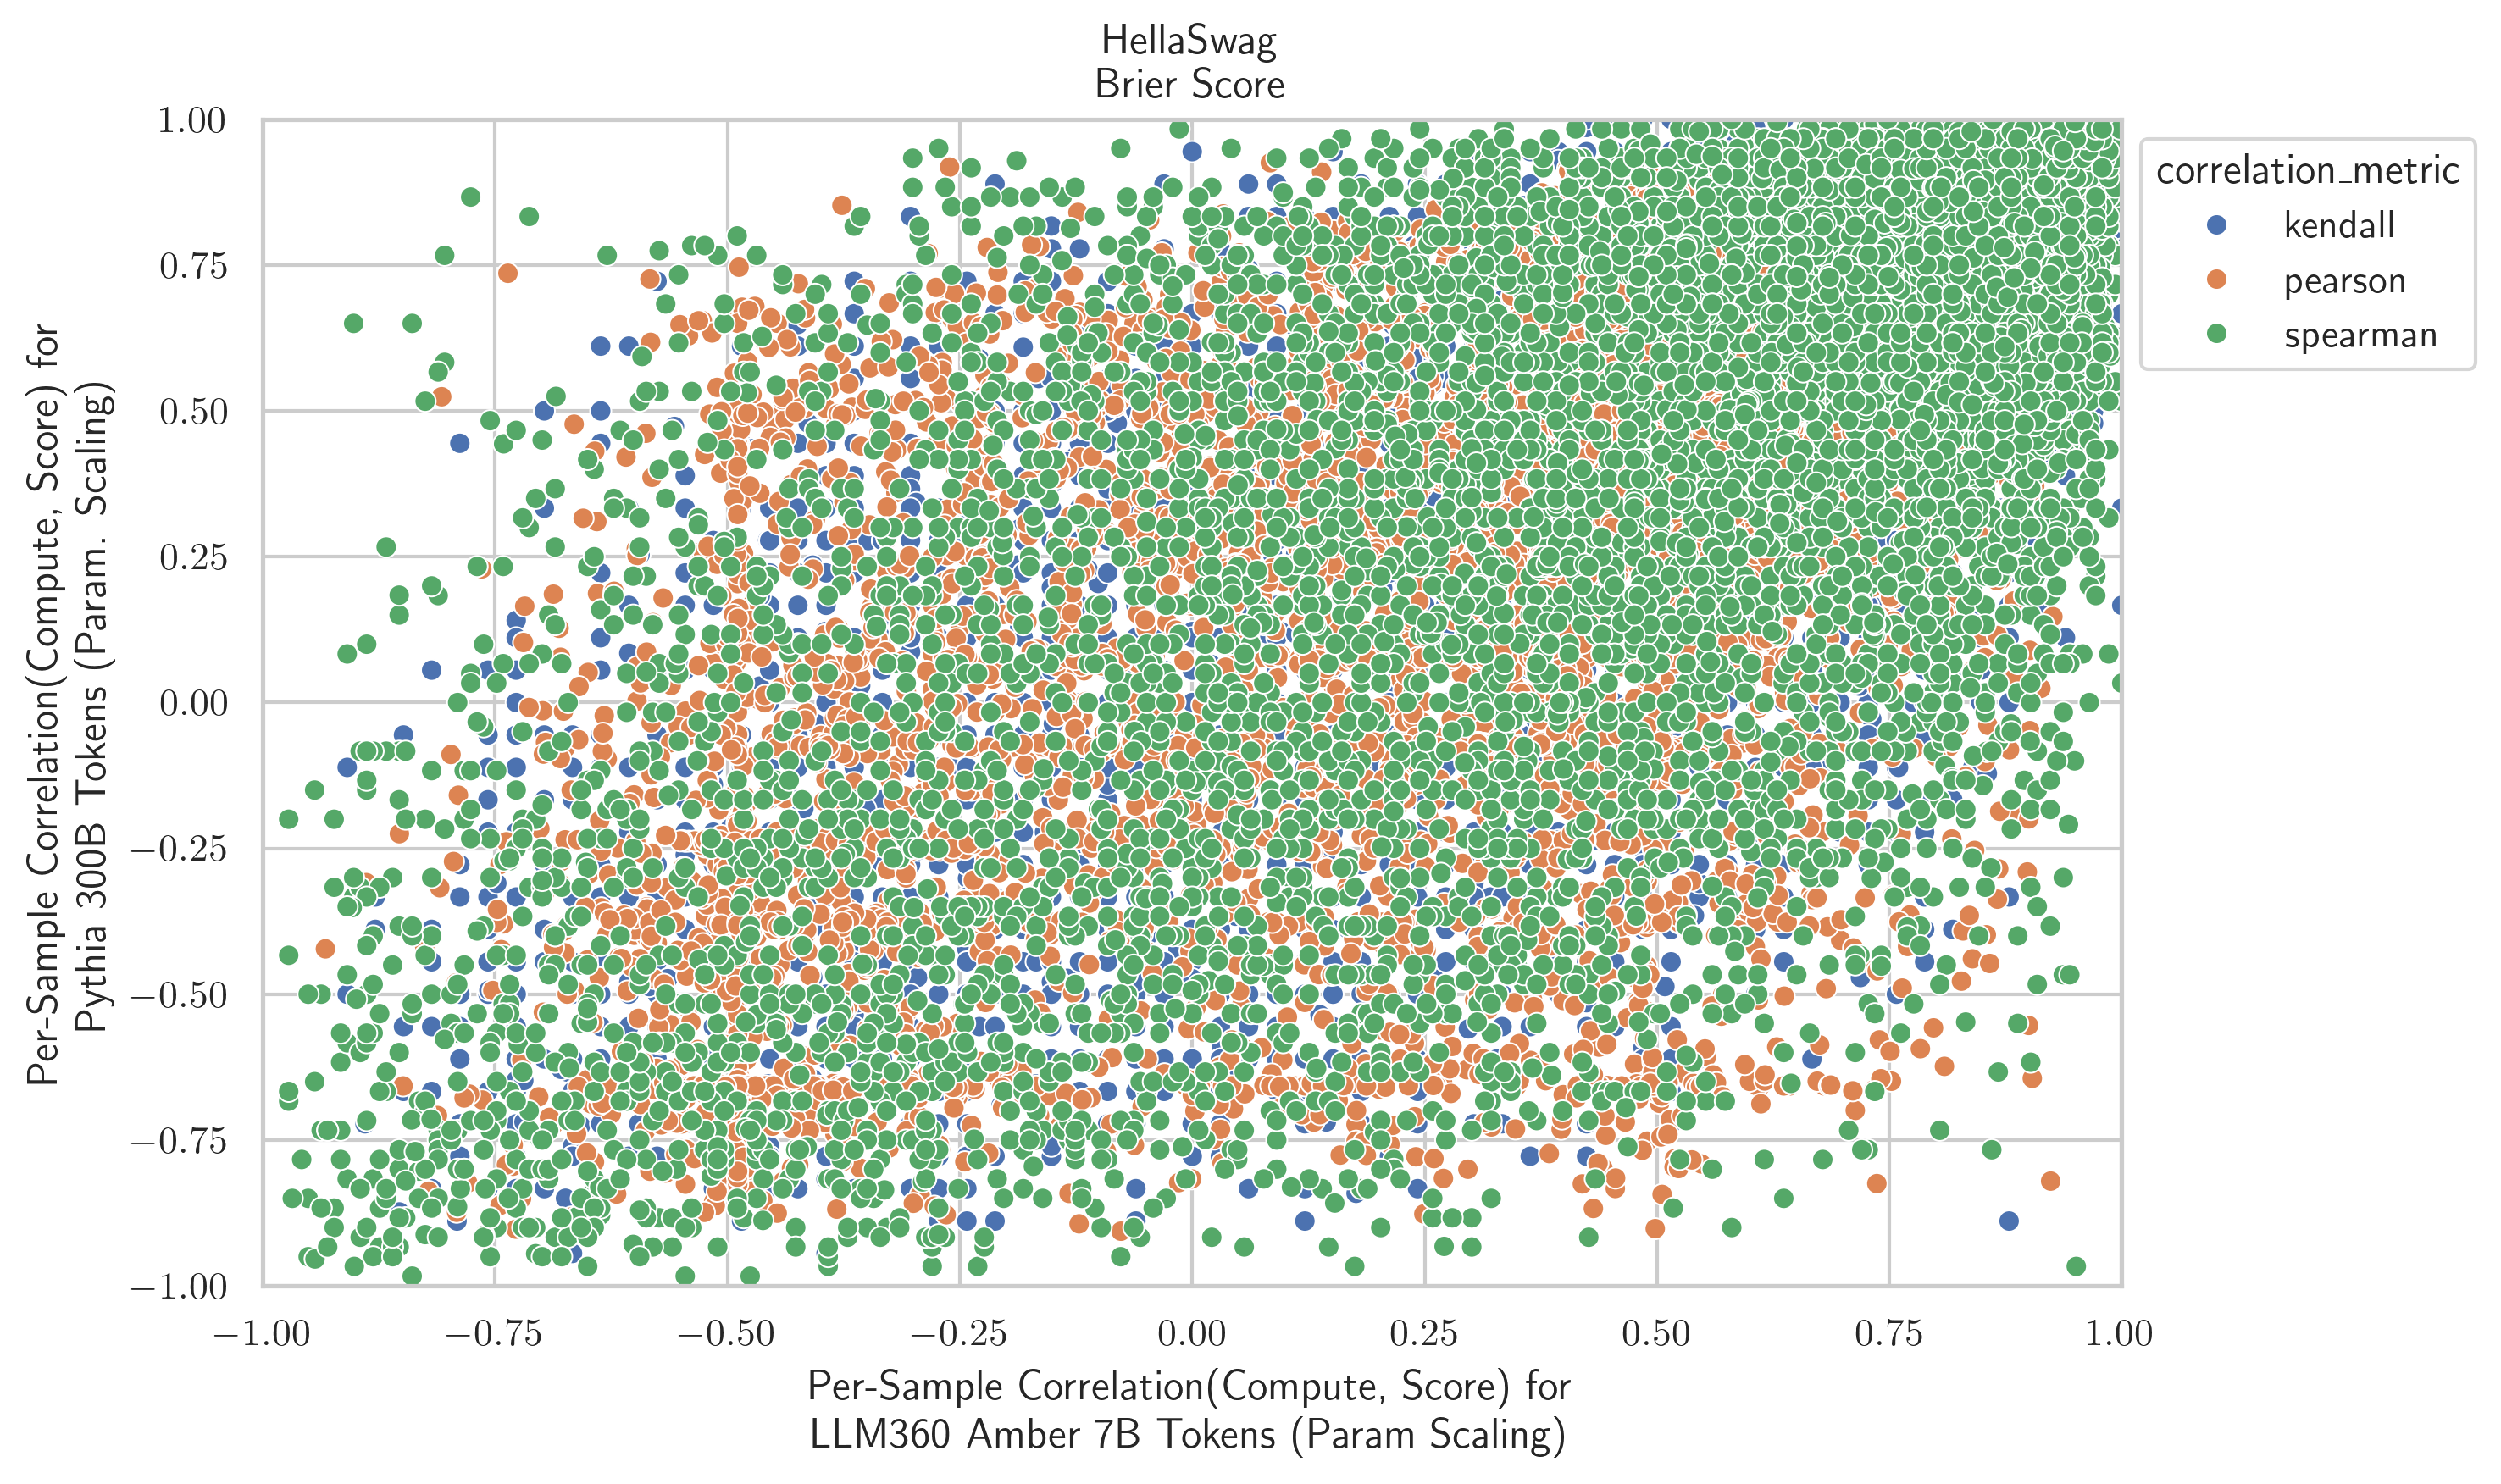 HellaSwag
Brier Score
Per-Sample Correlation(Compute, Score) for
Pythia 300B Tokens (Param. Scaling)
1.00
0.75
0.50
0.25
0.00
−0.25
−0.50
−0.75
−1.00
−1.00 −0.75 −0.50 −0.25 0.00 0.25 0.50 0.75 1.00
Per-Sample Correlation(Compute, Score) for
LLM360 Amber 7B Tokens (Param Scaling)
correlation_metric
kendall
pearson
spearman